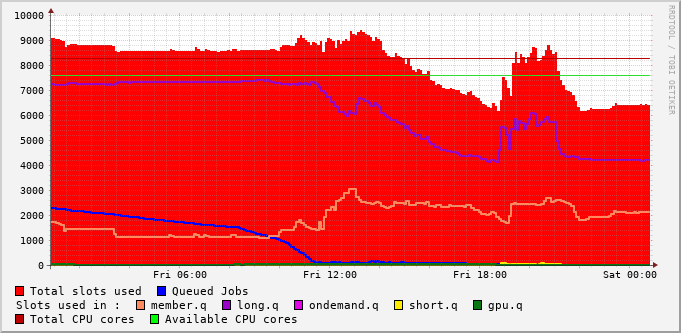 10000
9000
8000
7000
6000
5000
4000
3000
2000
1000
0
Fri 06:00 Fri 12:00 Fri 18:00 Sat 00:00
RRDTOOL / TOBI OETIKER
Total slots used Queued Jobs
Slots used in : member.q long.q ondemand.q short.q gpu.q
Total CPU cores Available CPU cores